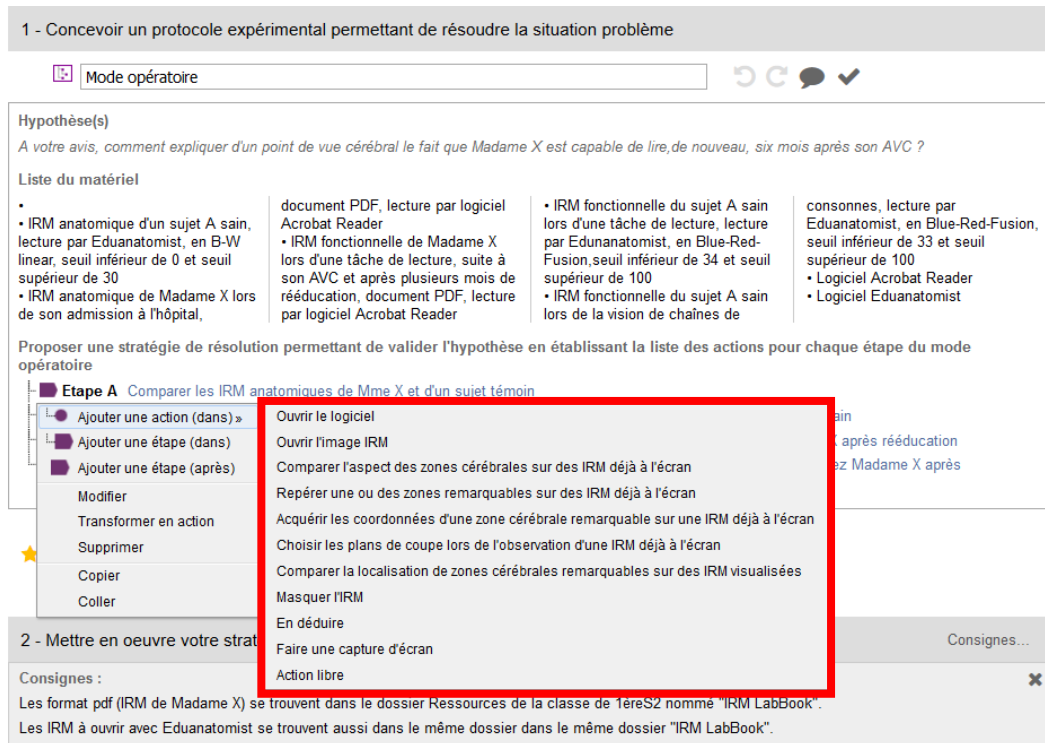 1 - Concevoir un protocole expérimental permettant de résoudre la situation problème
Mode opératoire
Hypothèse(s)
A votre avis, comment expliquer d'un point de vue cérébral le fait que Madame X est capable de lire,de nouveau, six mois après son AVC ?
Liste du matériel
•
• IRM anatomique d'un sujet A sain,
lecture par Eduanatomist, en B-W
linear, seuil inférieur de 0 et seuil
supérieur de 30
• IRM anatomique de Madame X lors
de son admission à l'hôpital,
document PDF, lecture par logiciel
Acrobat Reader
• IRM fonctionnelle de Madame X
lors d'une tâche de lecture, suite à
son AVC et après plusieurs mois de
rééducation, document PDF, lecture
par logiciel Acrobat Reader
• IRM fonctionnelle du sujet A sain
lors d'une tâche de lecture, lecture
par Edunanatomist, en Blue-Red-
Fusion,seuil inférieur de 34 et seuil
supérieur de 100
• IRM fonctionnelle du sujet A sain
lors de la vision de chaînes de
consonnes, lecture par
Eduanatomist, en Blue-Red-Fusion,
seuil inférieur de 33 et seuil
supérieur de 100
• Logiciel Acrobat Reader
• Logiciel Eduanatomist
Proposer une stratégie de résolution permettant de valider l'hypothèse en établissant la liste des actions pour chaque étape du mode
opératoire
Etape A Comparer les IRM anatomiques de Mme X et d'un sujet témoin
ain
après rééducation
ez Madame X après
Ajouter une action (dans) »
Ajouter une étape (dans)
Ajouter une étape (après)
Modifier
Transformer en action
Supprimer
Copier
Coller
Ouvrir le logiciel
Ouvrir l'image IRM
Comparer l'aspect des zones cérébrales sur des IRM déjà à l'écran
Repérer une ou des zones remarquables sur des IRM déjà à l'écran
Acquérir les coordonnées d'une zone cérébrale remarquable sur une IRM déjà à l'écran
Choisir les plans de coupe lors de l'observation d'une IRM déjà à l'écran
Comparer la localisation de zones cérébrales remarquables sur des IRM visualisées
Masquer l'IRM
En déduire
Faire une capture d'écran
Action libre
2 - Mettre en oeuvre votre strat
Consignes...
Consignes :
Les format pdf (IRM de Madame X) se trouvent dans le dossier Ressources de la classe de 1èreS2 nommé "IRM LabBook".
Les IRM à ouvrir avec Eduanatomist se trouvent aussi dans le même dossier dans le même dossier "IRM LabBook".